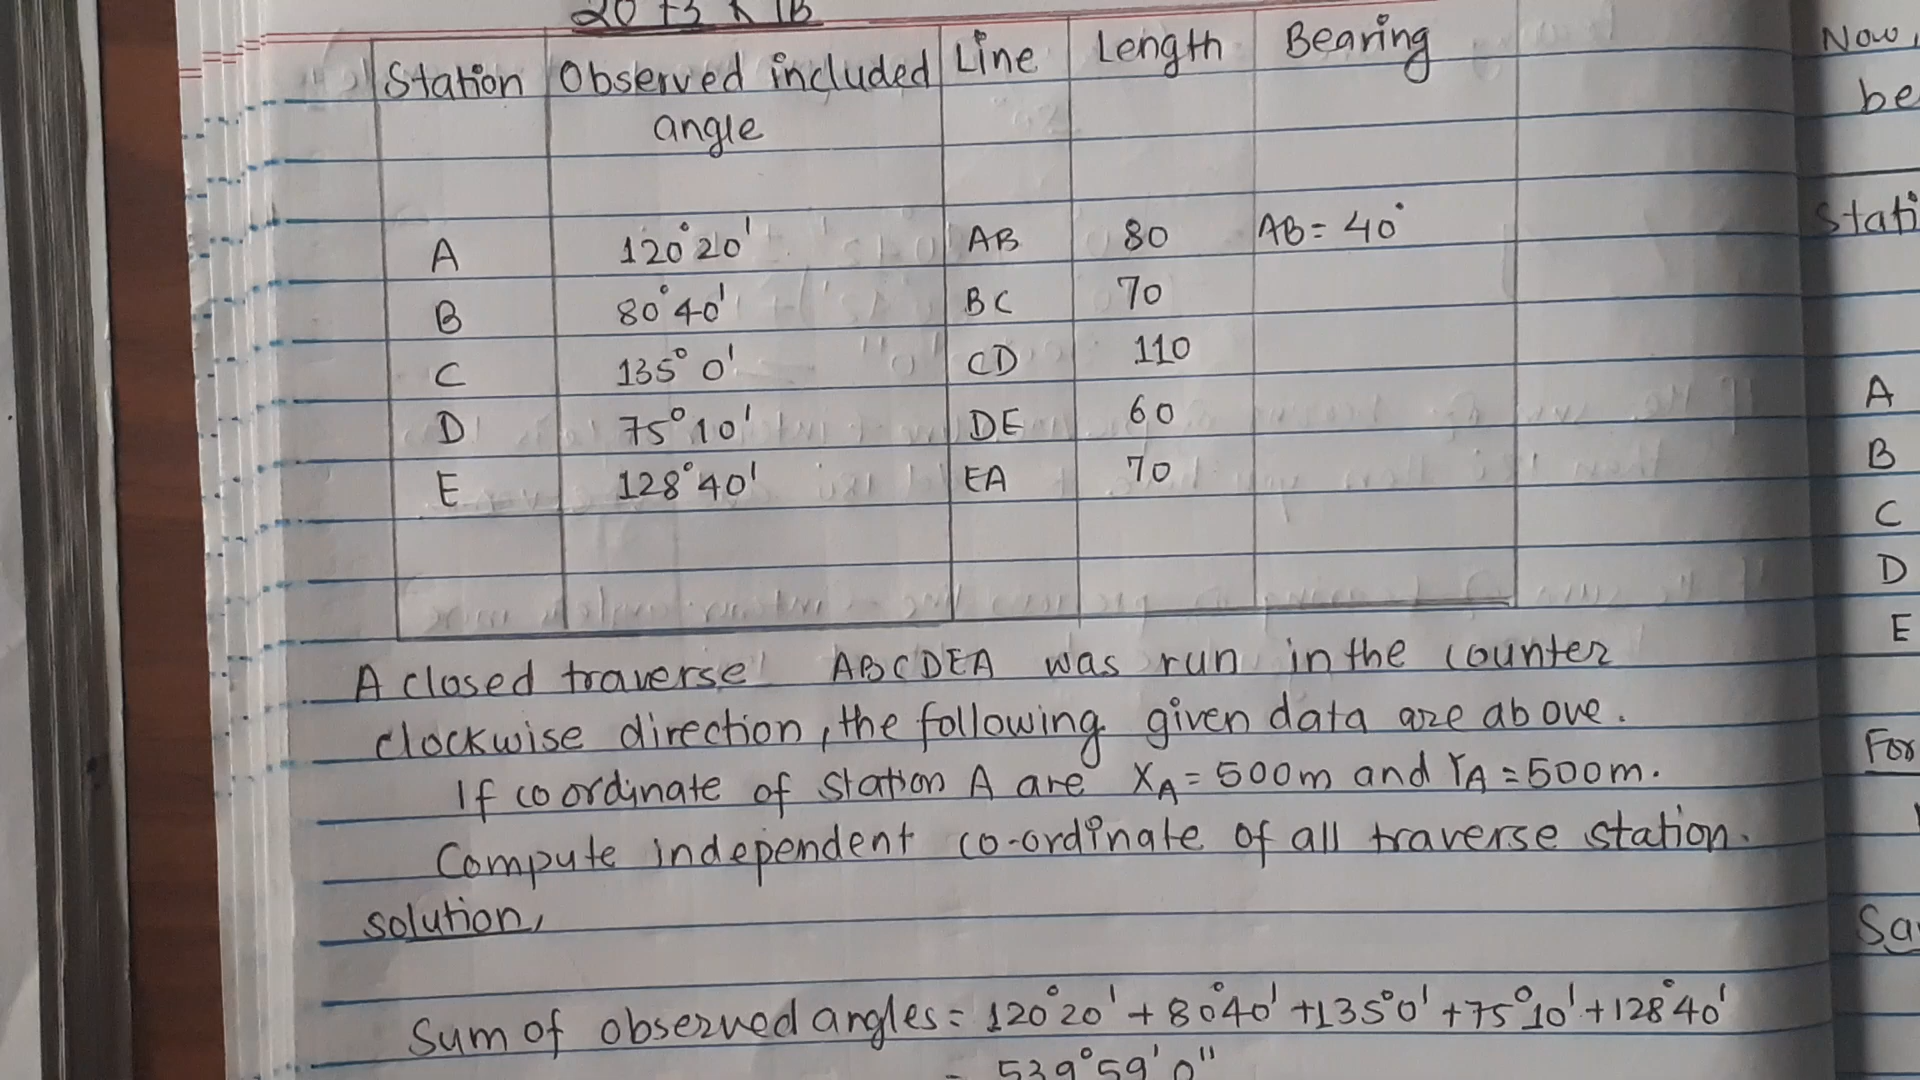 Station Observed included angle Line Length Bearing
A 120°20' AB 80 AB = 40°
B 80°40' BC 70
C 135°0' CD 110
D 75°10' DE 60
E 128°40' EA 70
A closed traverse ABCDEA was run in the counter
clockwise direction, the following given data are above.
If coordinate of station A are XA = 500m and YA = 500m.
Compute independent co-ordinate of all traverse station.
solution,
Sum of observed angles = 120°20' + 80°40' + 135°0' + 75°10' + 128°40'
= 539°59'0"
Now,
be
Stati
A
B
C
D
E
For
Sa